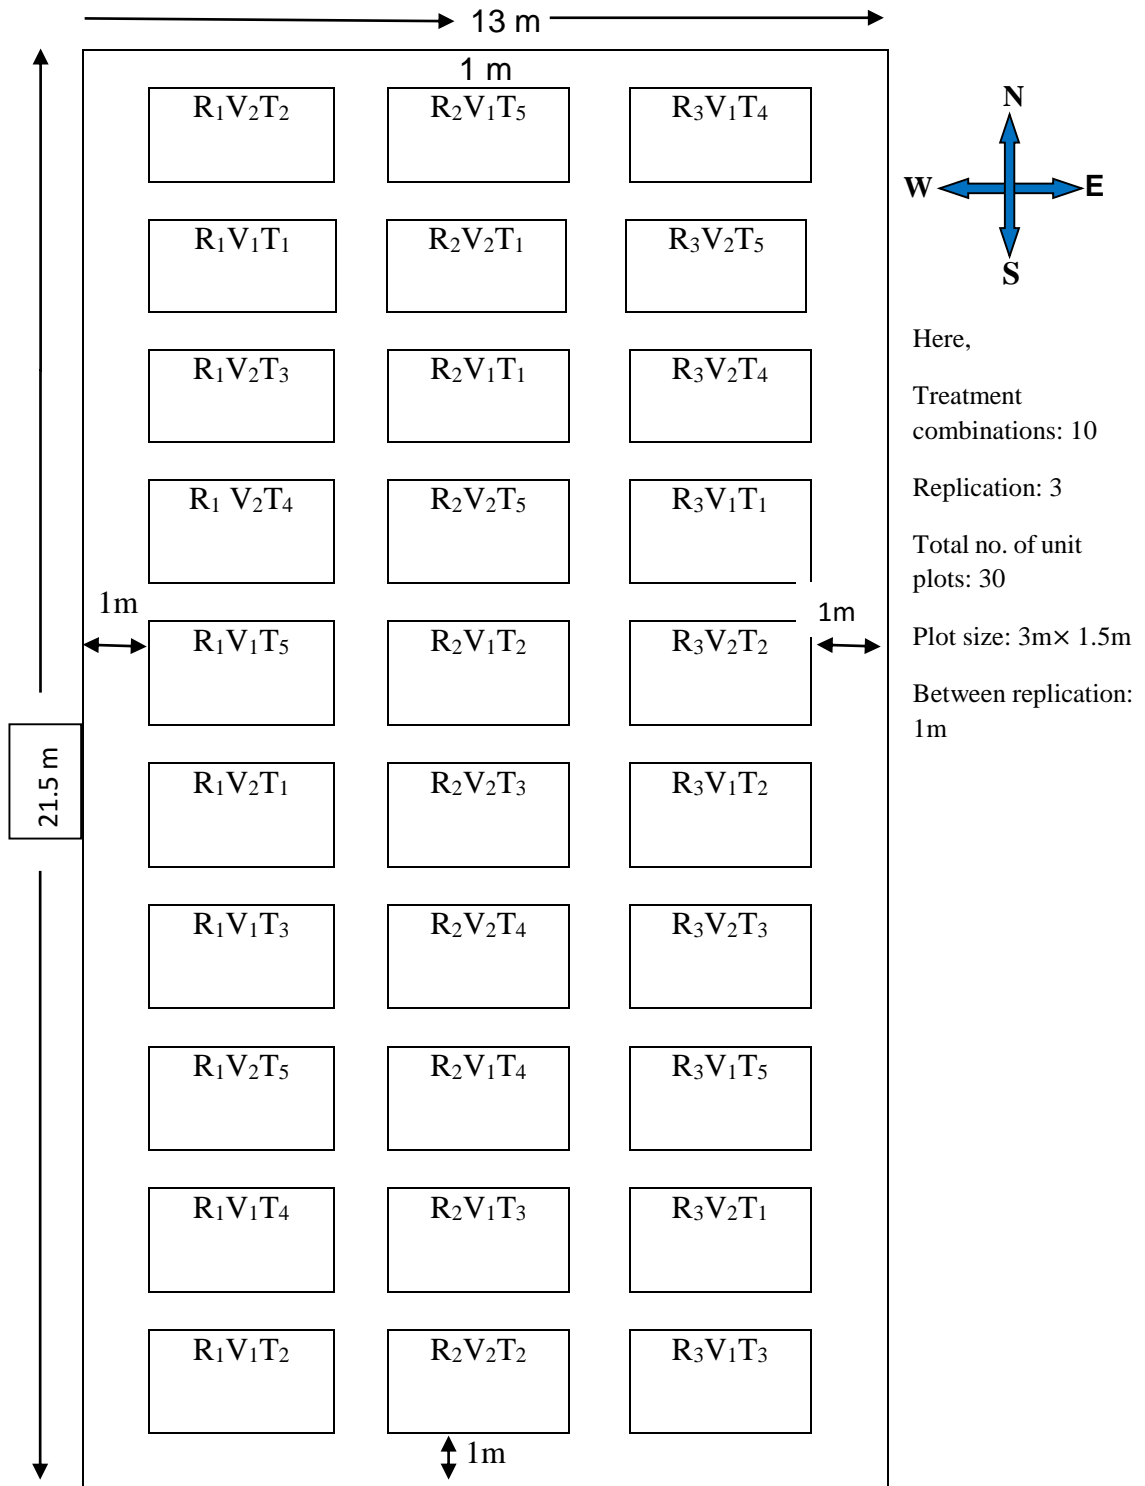 13 m
1 m
R₁V₂T₂ R₂V₁T₅ R₃V₁T₄
R₁V₁T₁ R₂V₂T₁ R₃V₂T₅
R₁V₂T₃ R₂V₁T₁ R₃V₂T₄
R₁ V₂T₄ R₂V₂T₅ R₃V₁T₁
1m 1m
R₁V₁T₅ R₂V₁T₂ R₃V₂T₂
R₁V₂T₁ R₂V₂T₃ R₃V₁T₂
R₁V₁T₃ R₂V₂T₄ R₃V₂T₃
R₁V₂T₅ R₂V₁T₄ R₃V₁T₅
R₁V₁T₄ R₂V₁T₃ R₃V₂T₁
R₁V₁T₂ R₂V₂T₂ R₃V₁T₃
1m
21.5 m
N
W E
S
Here,
Treatment
combinations: 10
Replication: 3
Total no. of unit
plots: 30
Plot size: 3m× 1.5m
Between replication:
1m